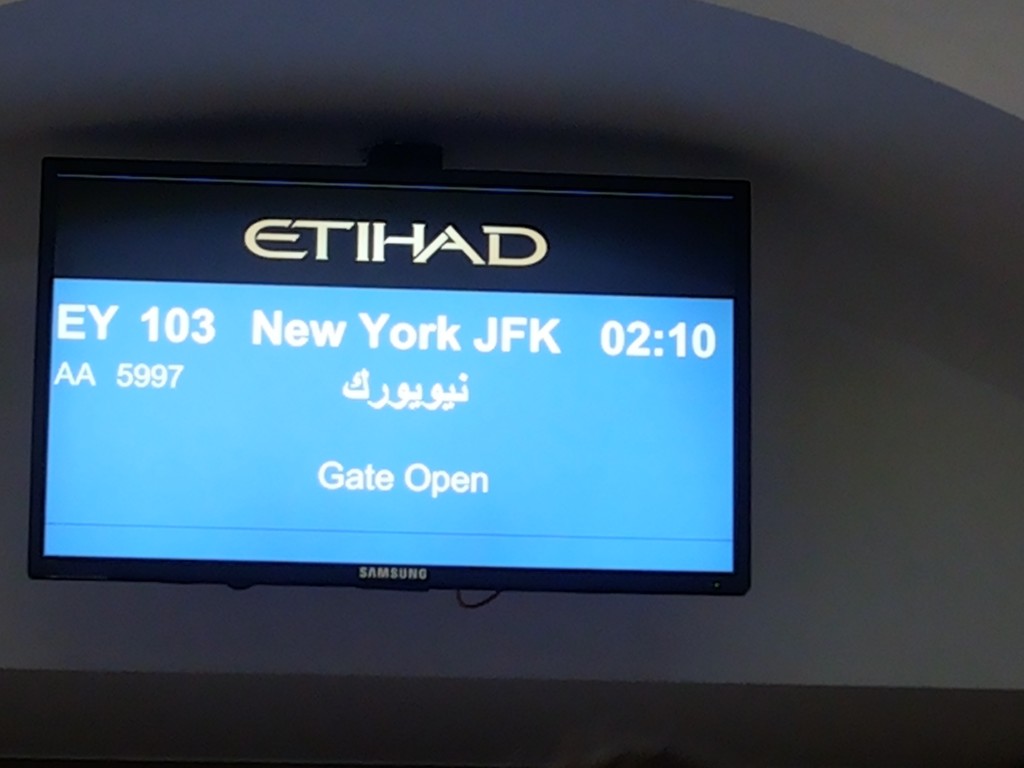 ETIHAD
EY 103 New York JFK 02:10
AA 5997 نيويورك
Gate Open
SAMSUNG